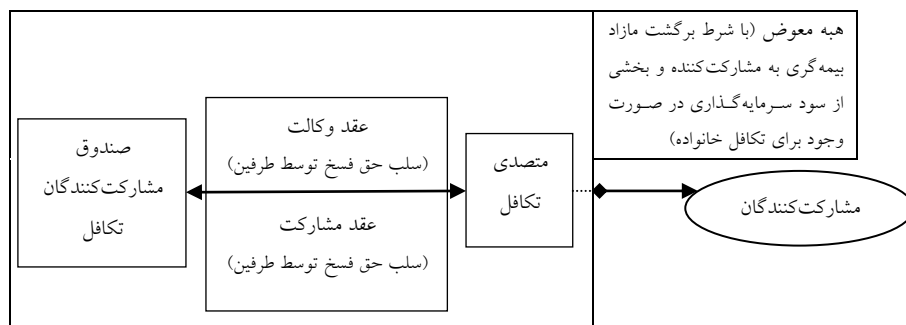 هبه معوض (با شرط برگشت مازاد
بیمه‌گری به مشارکت‌کننده و بخشی
از سود سرمایه‌گذاری در صورت
وجود برای تکافل خانواده)
مشارکت‌کنندگان
متصدی
تکافل
عقد وکالت
(سلب حق فسخ توسط طرفین)
عقد مشارکت
(سلب حق فسخ توسط طرفین)
صندوق
مشارکت‌کنندگان
تکافل